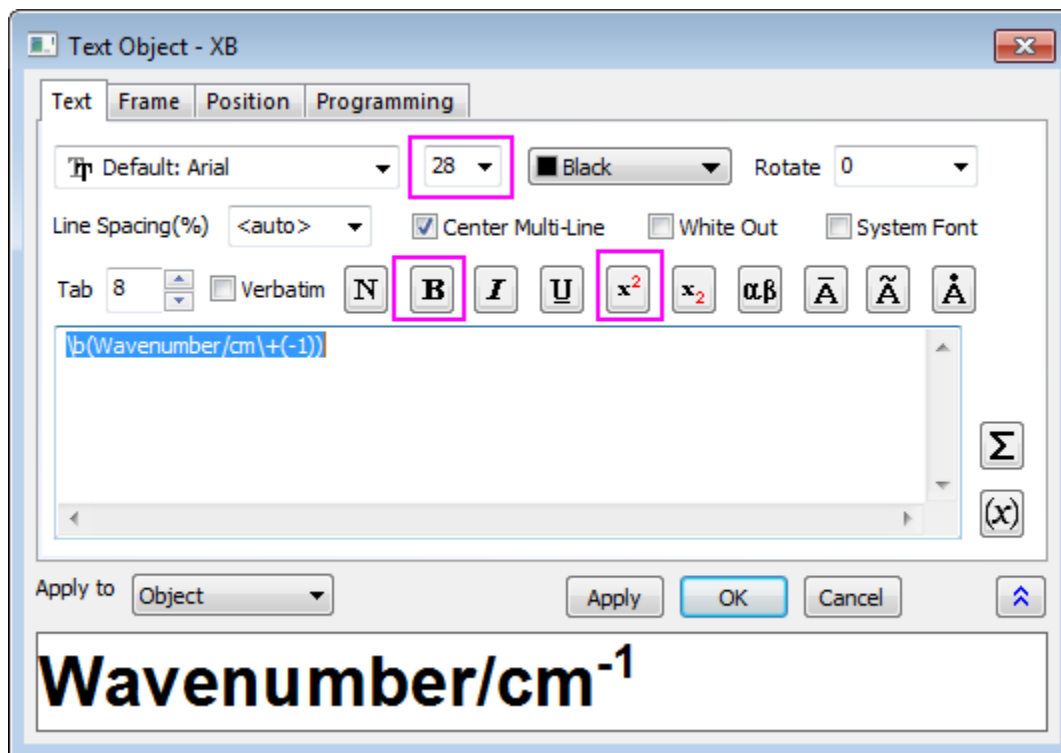 Text Object - XB
Text Frame Position Programming
Default: Arial 28 Black Rotate 0
Line Spacing(%) <auto> Center Multi-Line White Out System Font
Tab 8 Verbatim N B I U x² x₂ αβ Ā Ã Å
\b(Wavenumber/cm\+(-1))
Σ
(x)
Apply to Object Apply OK Cancel
Wavenumber/cm⁻¹